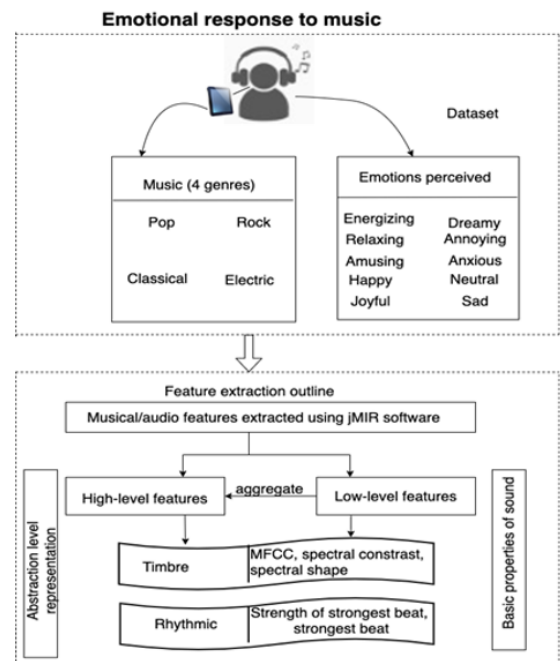 Emotional response to music
Dataset
Music (4 genres)
Pop Rock
Classical Electric
Emotions perceived
Energizing Dreamy
Relaxing Annoying
Amusing Anxious
Happy Neutral
Joyful Sad
Feature extraction outline
Musical/audio features extracted using jMIR software
Abstraction level
representation
High-level features
aggregate
Low-level features
Basic properties of sound
Timbre
MFCC, spectral constrast,
spectral shape
Rhythmic
Strength of strongest beat,
strongest beat